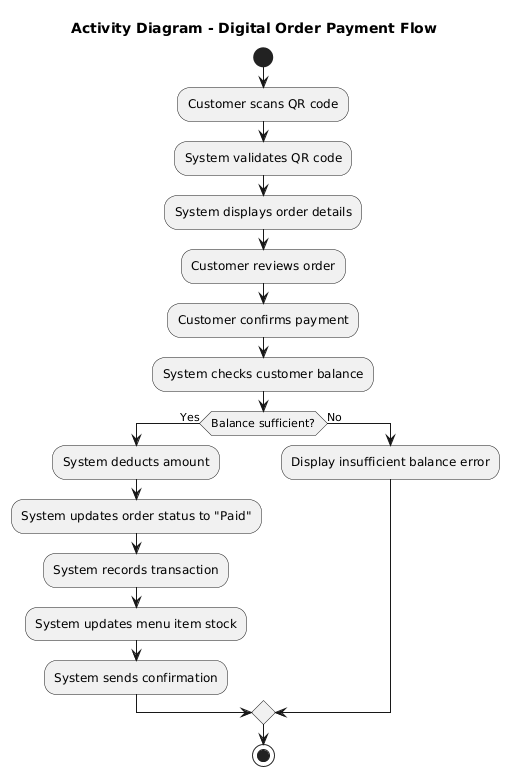 Activity Diagram - Digital Order Payment Flow
Customer scans QR code
System validates QR code
System displays order details
Customer reviews order
Customer confirms payment
System checks customer balance
Yes
Balance sufficient?
No
System deducts amount
Display insufficient balance error
System updates order status to "Paid"
System records transaction
System updates menu item stock
System sends confirmation